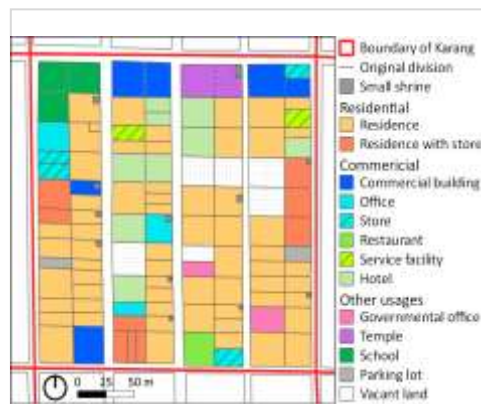 Boundary of Karang
Original division
Small shrine
Residential
Residence
Residence with store
Commericial
Commercial building
Office
Store
Restaurant
Service facility
Hotel
Other usages
Governmental office
Temple
School
Parking lot
Vacant land
0 25 50 m